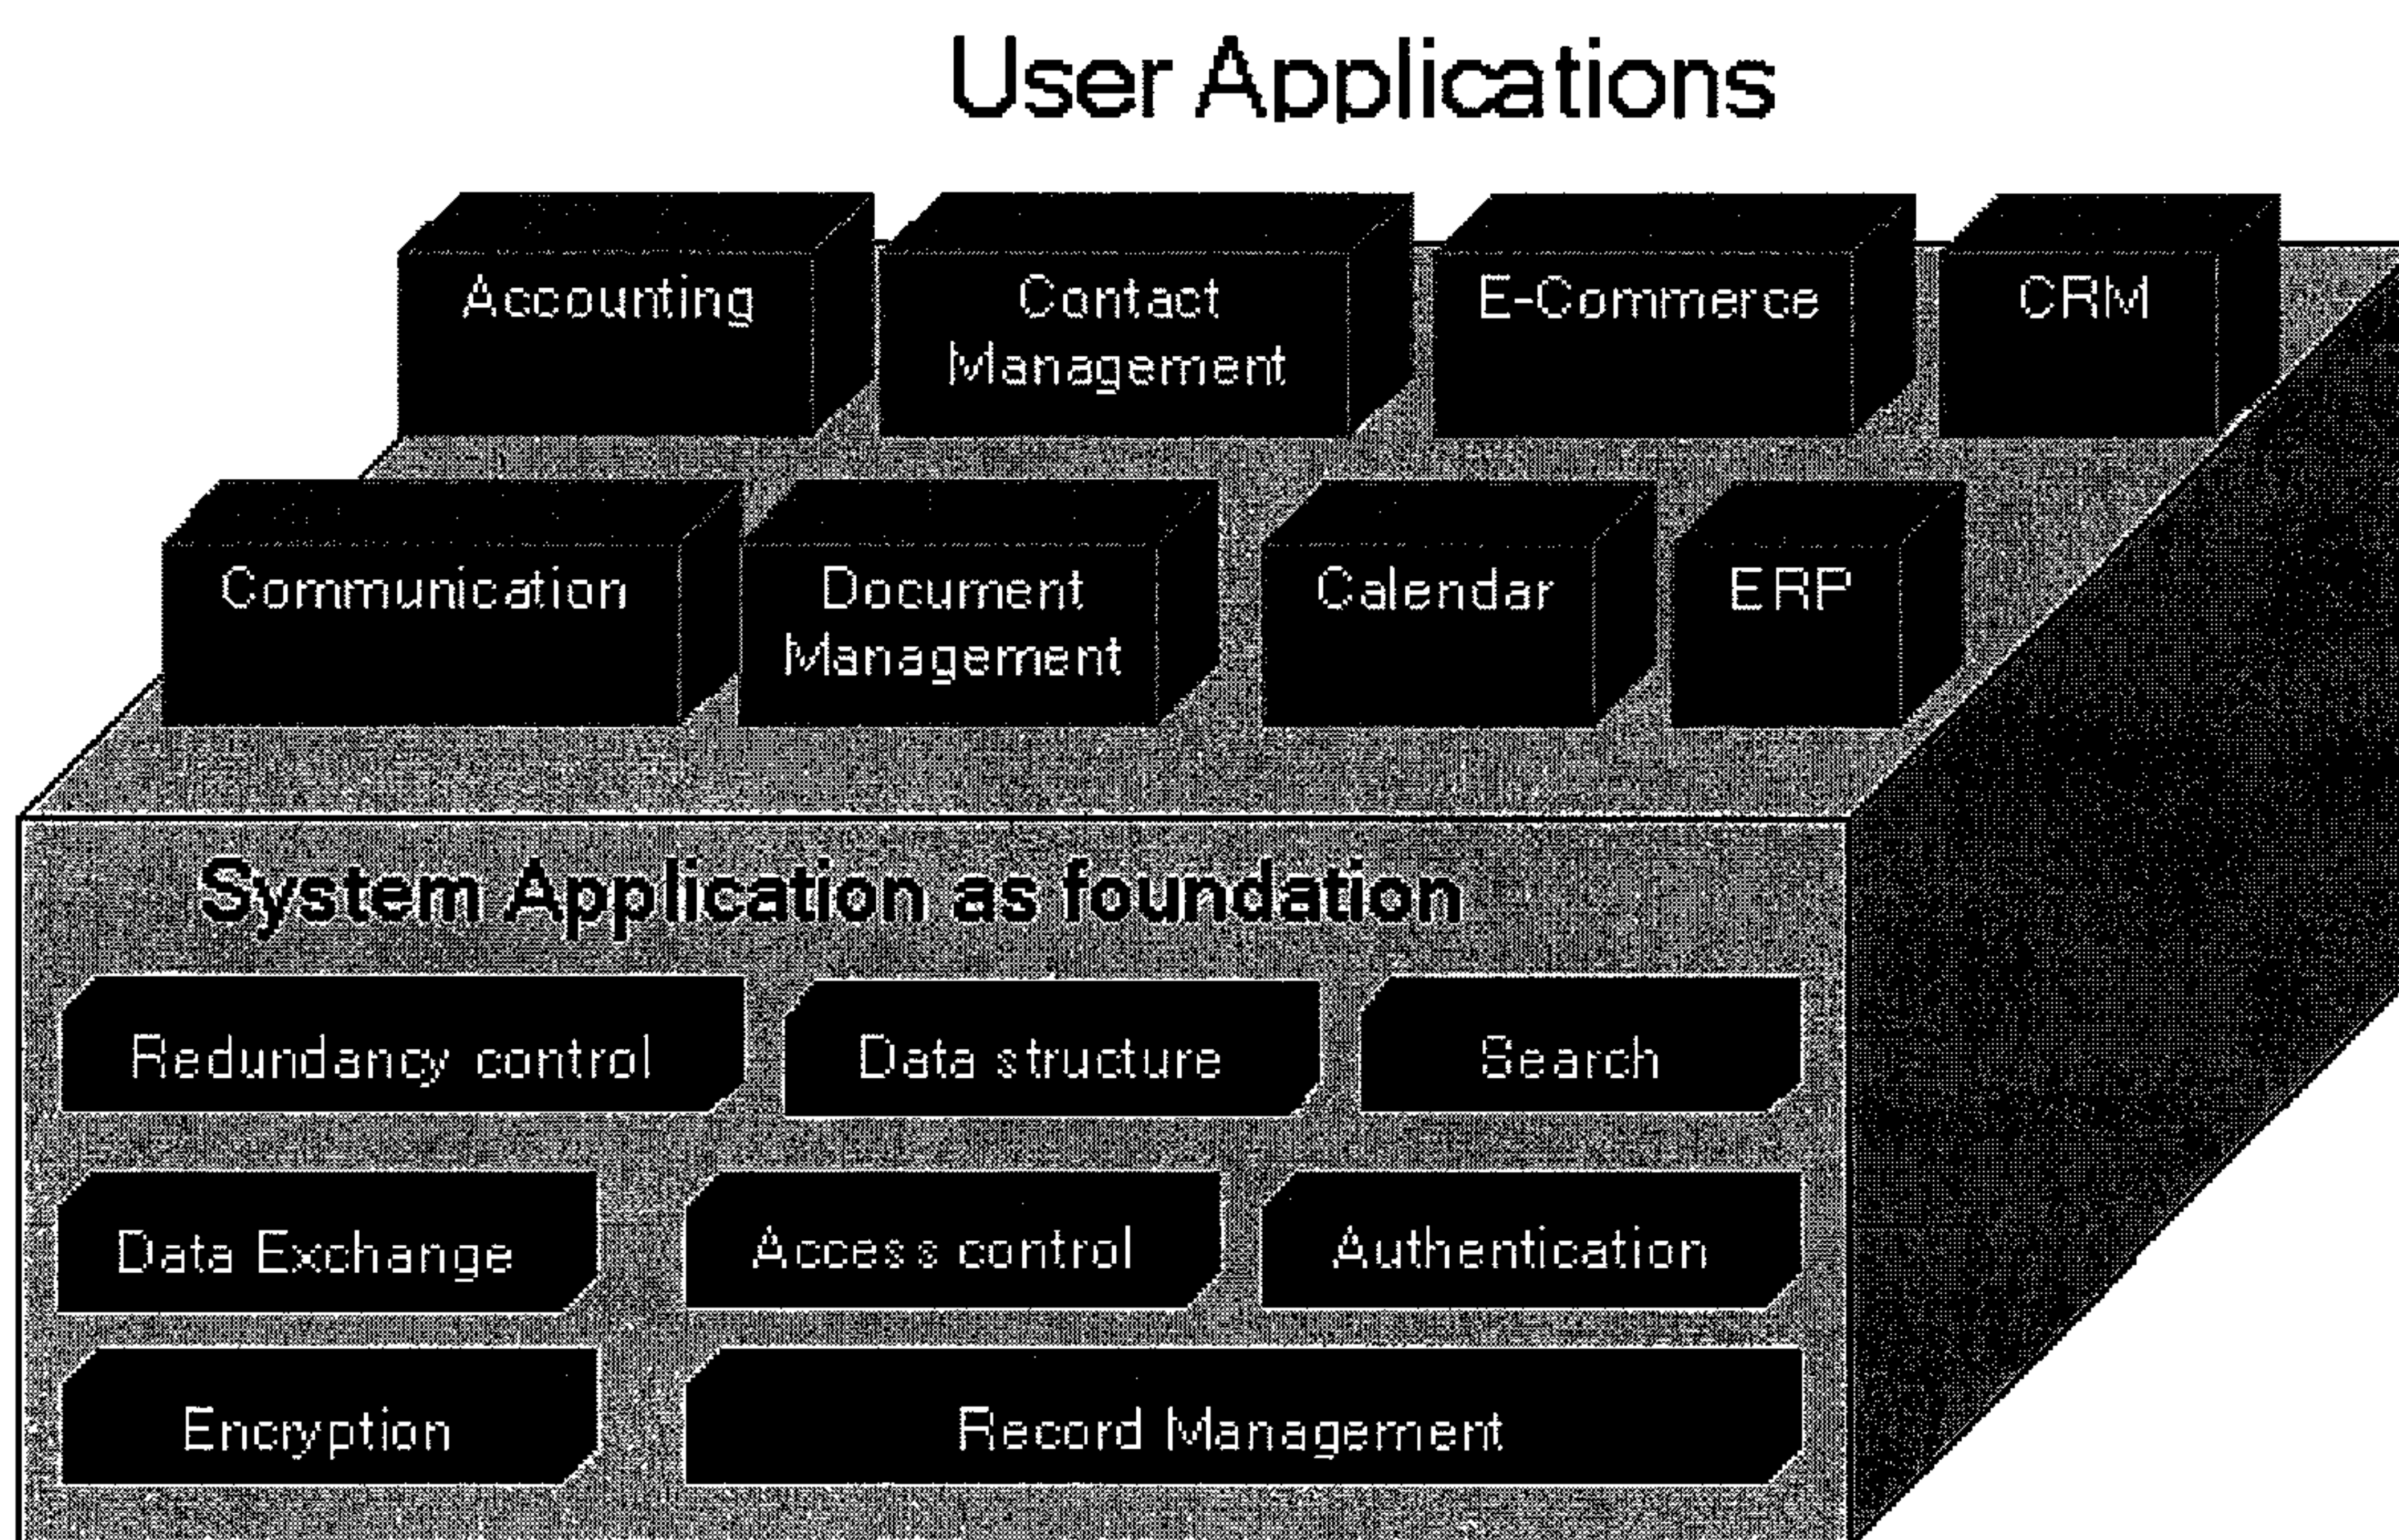 User Applications
Accounting
Contact
Management
E-Commerce
CRM
Communication
Document
Management
Calendar
ERP
System Application as foundation
Redundancy control
Data structure
Search
Data Exchange
Access control
Authentication
Encryption
Record Management